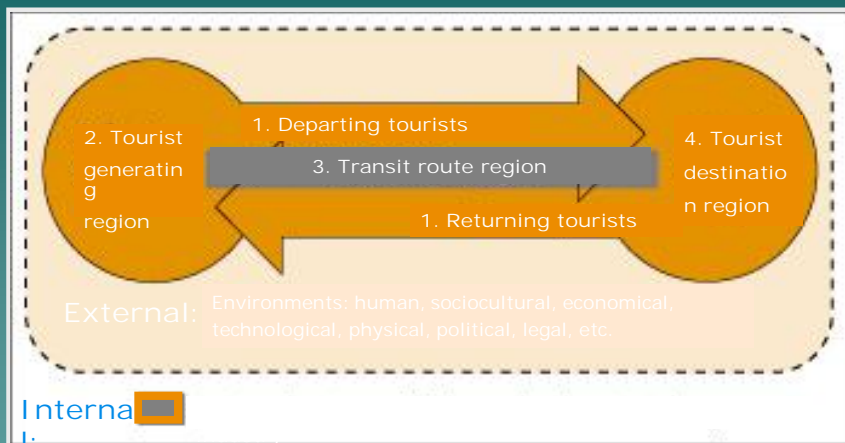 1. Departing tourists
2. Tourist
generatin
g
region
3. Transit route region
4. Tourist
destinatio
n region
1. Returning tourists
External:
Environments: human, sociocultural, economical,
technological, physical, political, legal, etc.
Interna
l: